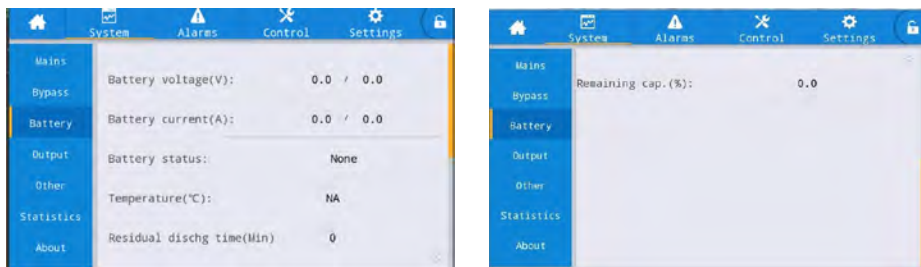 System Alarms Control Settings
Mains
Bypass
Battery
Output
Other
Statistics
About
Battery voltage(V): 0.0 / 0.0
Battery current(A): 0.0 / 0.0
Battery status: None
Temperature(℃): NA
Residual dischg time(Min) 0
System Alarms Control Settings
Mains
Bypass
Battery
Output
Other
Statistics
About
Remaining cap.(%): 0.0